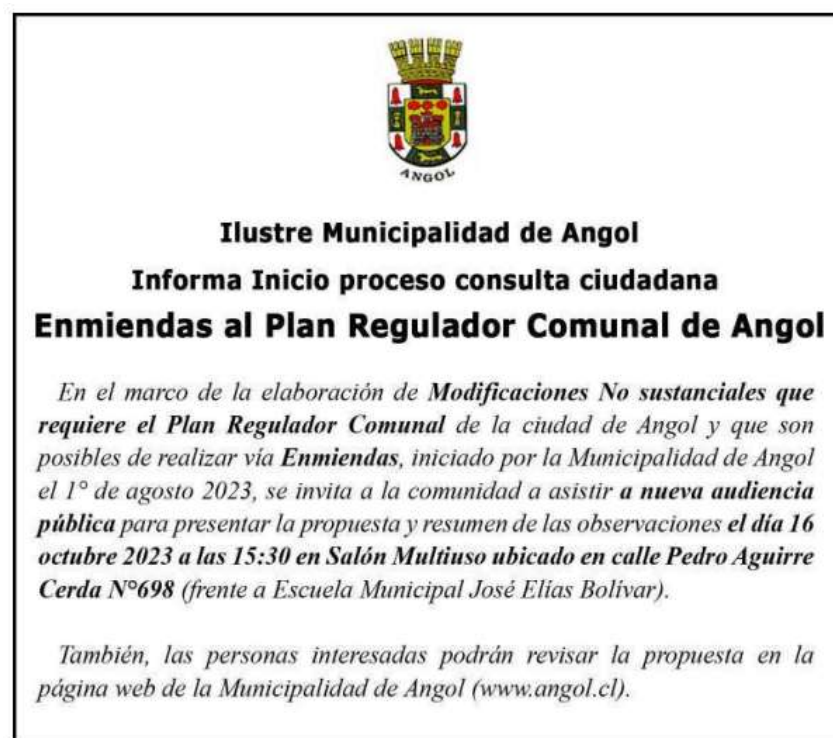 ANGOL
Ilustre Municipalidad de Angol
Informa Inicio proceso consulta ciudadana
Enmiendas al Plan Regulador Comunal de Angol
En el marco de la elaboración de Modificaciones No sustanciales que
requiere el Plan Regulador Comunal de la ciudad de Angol y que son
posibles de realizar vía Enmiendas, iniciado por la Municipalidad de Angol
el 1° de agosto 2023, se invita a la comunidad a asistir a nueva audiencia
pública para presentar la propuesta y resumen de las observaciones el día 16
octubre 2023 a las 15:30 en Salón Multiuso ubicado en calle Pedro Aguirre
Cerda N°698 (frente a Escuela Municipal José Elías Bolívar).
También, las personas interesadas podrán revisar la propuesta en la
página web de la Municipalidad de Angol (www.angol.cl).